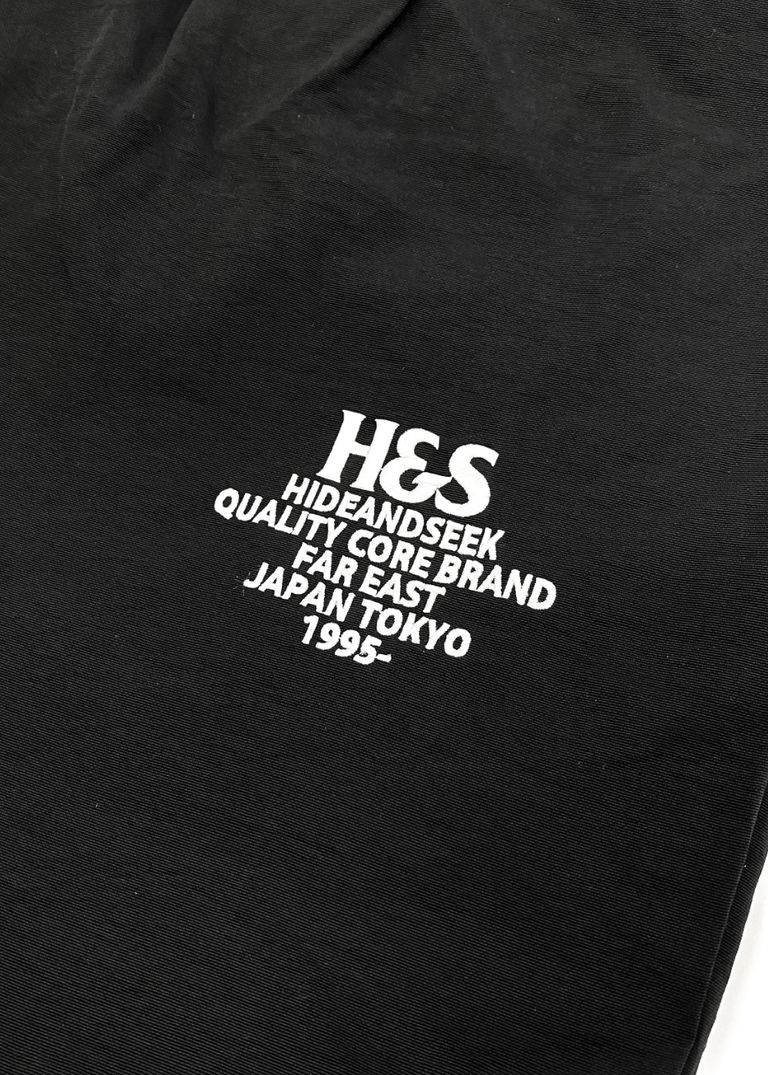 H&S
HIDEANDSEEK
QUALITY CORE BRAND
FAR EAST
JAPAN TOKYO
1995-